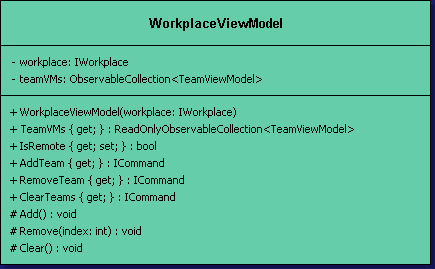 WorkplaceViewModel
- workplace: IWorkplace
- teamVMs: ObservableCollection<TeamViewModel>
+ WorkplaceViewModel(workplace: IWorkplace)
+ TeamVMs { get; } : ReadOnlyObservableCollection<TeamViewModel>
+ IsRemote { get; set; } : bool
+ AddTeam { get; } : ICommand
+ RemoveTeam { get; } : ICommand
+ ClearTeams { get; } : ICommand
# Add() : void
# Remove(index: int) : void
# Clear() : void